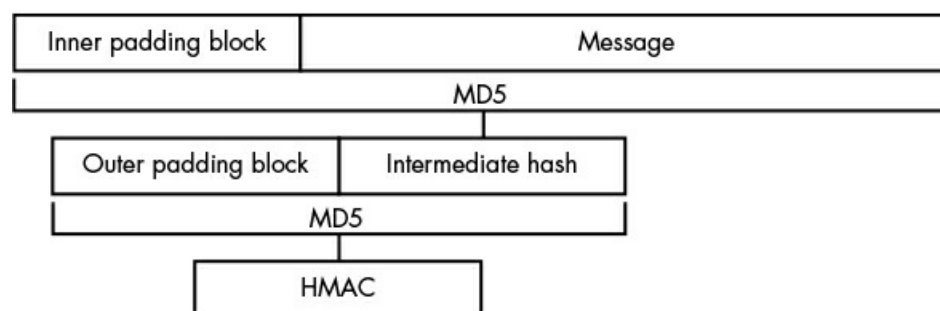 Inner padding block Message
MD5
Outer padding block Intermediate hash
MD5
HMAC